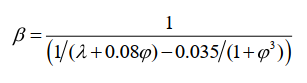 β = 1 / (1/(λ+0.08φ)−0.035/(1+φ³))